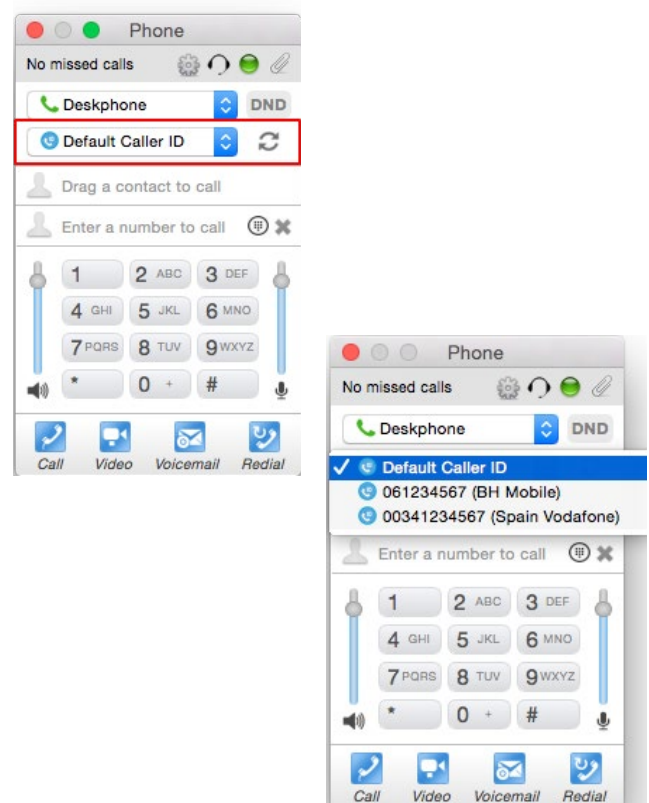 Phone
No missed calls
Deskphone DND
Default Caller ID
Drag a contact to call
Enter a number to call
1 2 ABC 3 DEF
4 GHI 5 JKL 6 MNO
7 PQRS 8 TUV 9 WXYZ
* 0 + #
Call Video Voicemail Redial
Phone
No missed calls
Deskphone DND
Default Caller ID
061234567 (BH Mobile)
00341234567 (Spain Vodafone)
Enter a number to call
1 2 ABC 3 DEF
4 GHI 5 JKL 6 MNO
7 PQRS 8 TUV 9 WXYZ
* 0 + #
Call Video Voicemail Redial